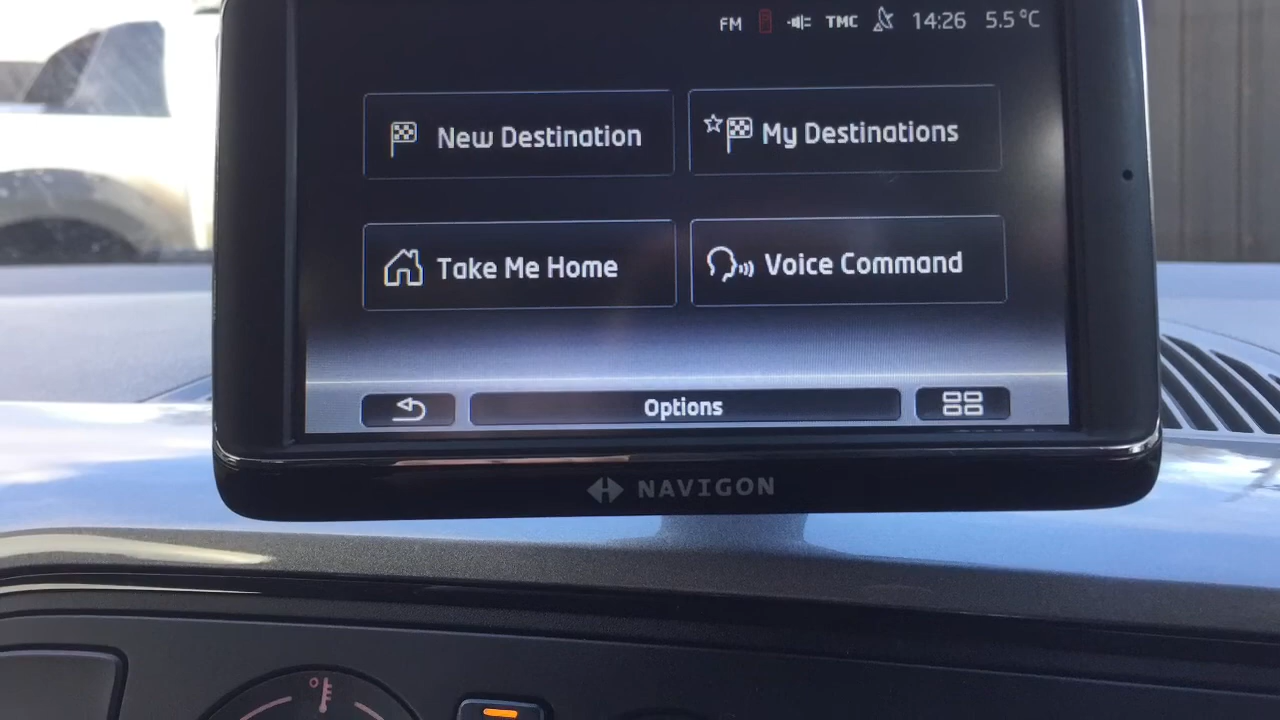 FM TMC 14:26 5.5°C
New Destination
My Destinations
Take Me Home
Voice Command
Options
NAVIGON